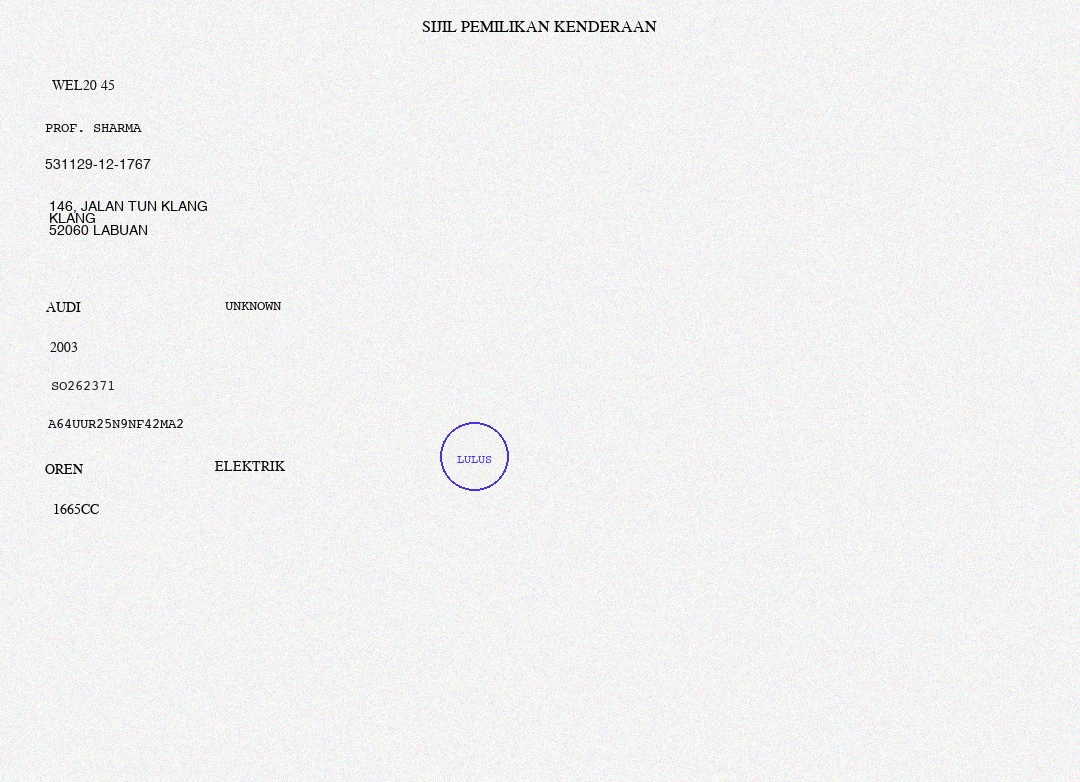 SIJIL PEMILIKAN KENDERAAN
WEL20 45
PROF. SHARMA
531129-12-1767
146, JALAN TUN KLANG
KLANG
52060 LABUAN
AUDI UNKNOWN
2003
SO262371
A64UUR25N9NF42MA2
LULUS
OREN ELEKTRIK
1665CC